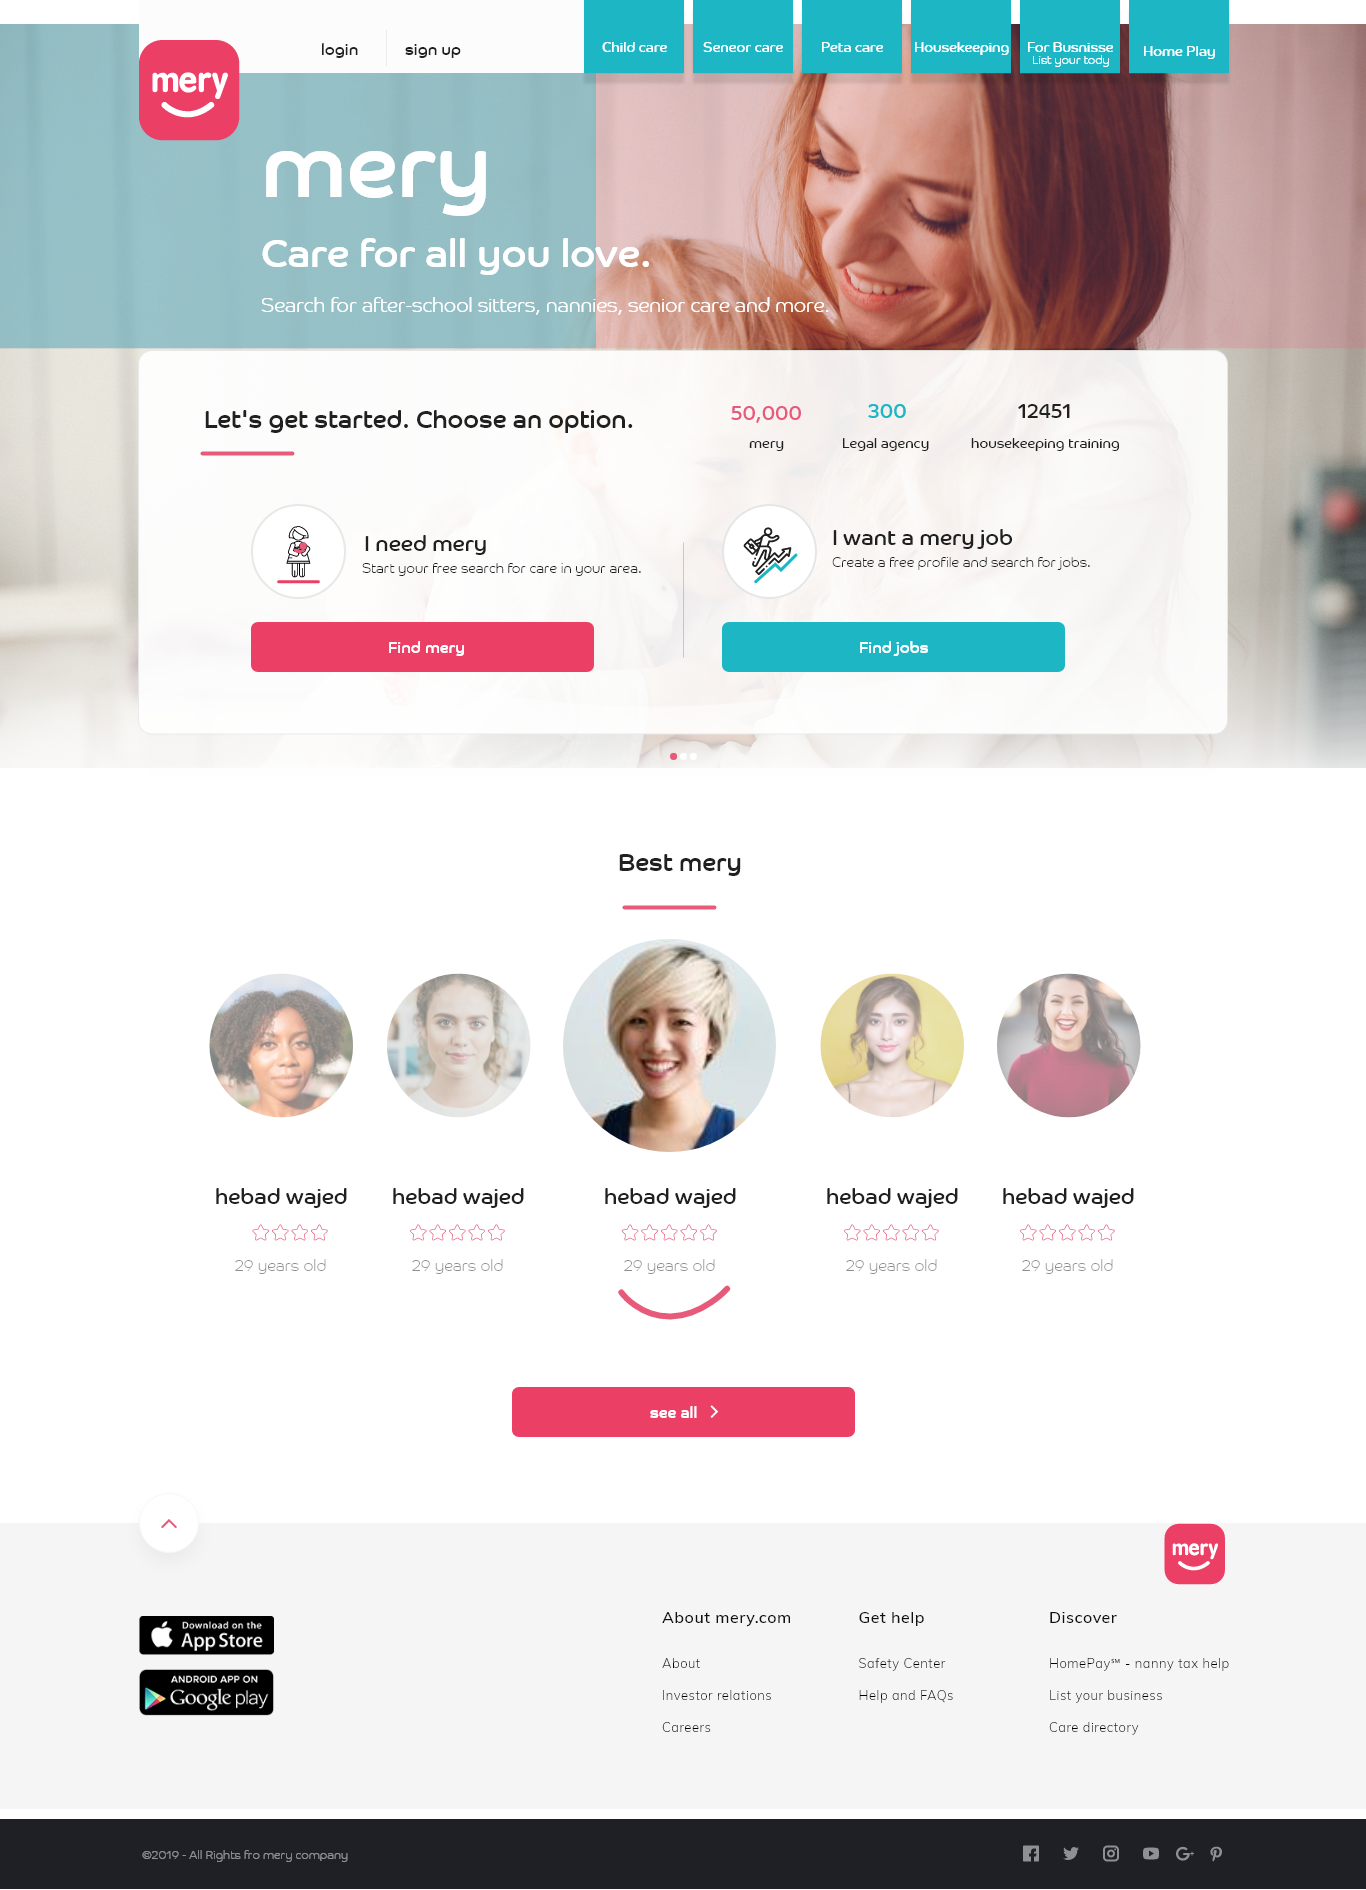 login
sign up
Child care
Seneor care
Peta care
Housekeeping
For Busnisse
List your tody
Home Play
mery
mery
Care for all you love.
Search for after-school sitters, nannies, senior care and more.
Let's get started. Choose an option.
50,000
mery
300
Legal agency
12451
housekeeping training
I need mery
Start your free search for care in your area.
Find mery
I want a mery job
Create a free profile and search for jobs.
Find jobs
Best mery
hebad wajed
29 years old
hebad wajed
29 years old
hebad wajed
29 years old
hebad wajed
29 years old
hebad wajed
29 years old
see all
mery
Download on the
App Store
ANDROID APP ON
Google play
About mery.com
About
Investor relations
Careers
Get help
Safety Center
Help and FAQs
Discover
HomePay℠ - nanny tax help
List your business
Care directory
©2019 - All Rights fro mery company